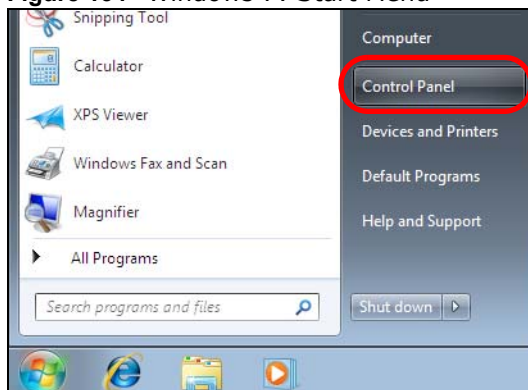 Snipping Tool
Calculator
XPS Viewer
Windows Fax and Scan
Magnifier
All Programs
Search programs and files
Computer
Control Panel
Devices and Printers
Default Programs
Help and Support
Shut down